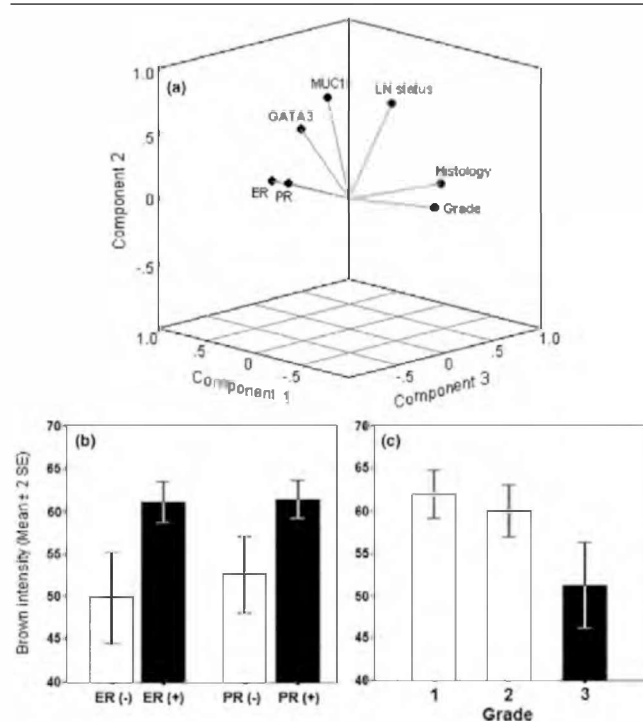 (a)
1.0
.5
0
-.5
Component 2
MUC1
LN status
GATA3
ER
PR
Histology
Grade
1.0
.5
0
-.5
Component 1
-.5
0
.5
1.0
Component 3
(b)
Brown intensity (Mean ± 2 SE)
70
65
60
55
50
45
40
ER (-) ER (+) PR (-) PR (+)
(c)
70
65
60
55
50
45
40
1 2 3
Grade